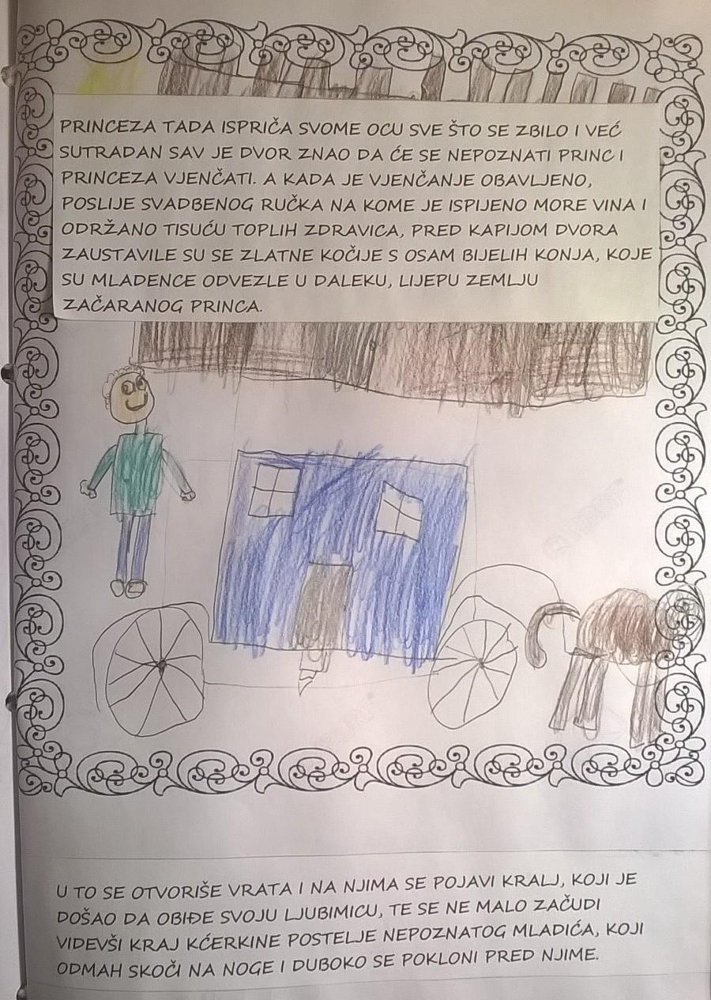 PRINCEZA TADA ISPRIČA SVOME OCU SVE ŠTO SE ZBILO I VEĆ
SUTRADAN SAV JE DVOR ZNAO DA ĆE SE NEPOZNATI PRINC I
PRINCEZA VJENČATI. A KADA JE VJENČANJE OBAVLJENO,
POSLIJE SVADBENOG RUČKA NA KOME JE ISPIJENO MORE VINA I
ODRŽANO TISUĆU TOPLIH ZDRAVICA, PRED KAPIJOM DVORA
ZAUSTAVILE SU SE ZLATNE KOČIJE S OSAM BIJELIH KONJA, KOJE
SU MLADENCE ODVEZLE U DALEKU, LIJEPU ZEMLJU
ZAČARANOG PRINCA.
U TO SE OTVORIŠE VRATA I NA NJIMA SE POJAVI KRALJ, KOJI JE
DOŠAO DA OBIĐE SVOJU LJUBIMICU, TE SE NE MALO ZAČUDI
VIDEVŠI KRAJ KĆERKINE POSTELJE NEPOZNATOG MLADIĆA, KOJI
ODMAH SKOČI NA NOGE I DUBOKO SE POKLONI PRED NJIME.